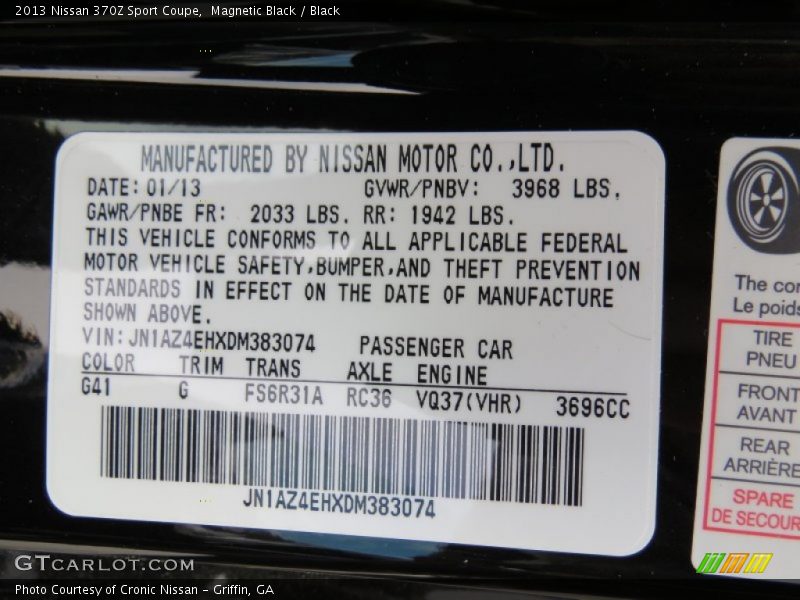 2013 Nissan 370Z Sport Coupe,  Magnetic Black / Black
MANUFACTURED BY NISSAN MOTOR CO.,LTD.
DATE: 01/13 GVWR/PNBV: 3968 LBS.
GAWR/PNBE FR: 2033 LBS. RR: 1942 LBS.
THIS VEHICLE CONFORMS TO ALL APPLICABLE FEDERAL
MOTOR VEHICLE SAFETY,BUMPER,AND THEFT PREVENTION
STANDARDS IN EFFECT ON THE DATE OF MANUFACTURE
SHOWN ABOVE.
VIN: JN1AZ4EHXDM383074 PASSENGER CAR
COLOR TRIM TRANS AXLE ENGINE
G41 G FS6R31A RC36 VQ37(VHR) 3696CC
JN1AZ4EHXDM383074
The
Le poids
TIRE
PNEU
FRONT
AVANT
REAR
ARRIÈRE
SPARE
DE SECOUR
GTCARLOT.COM
Photo Courtesy of Cronic Nissan - Griffin, GA